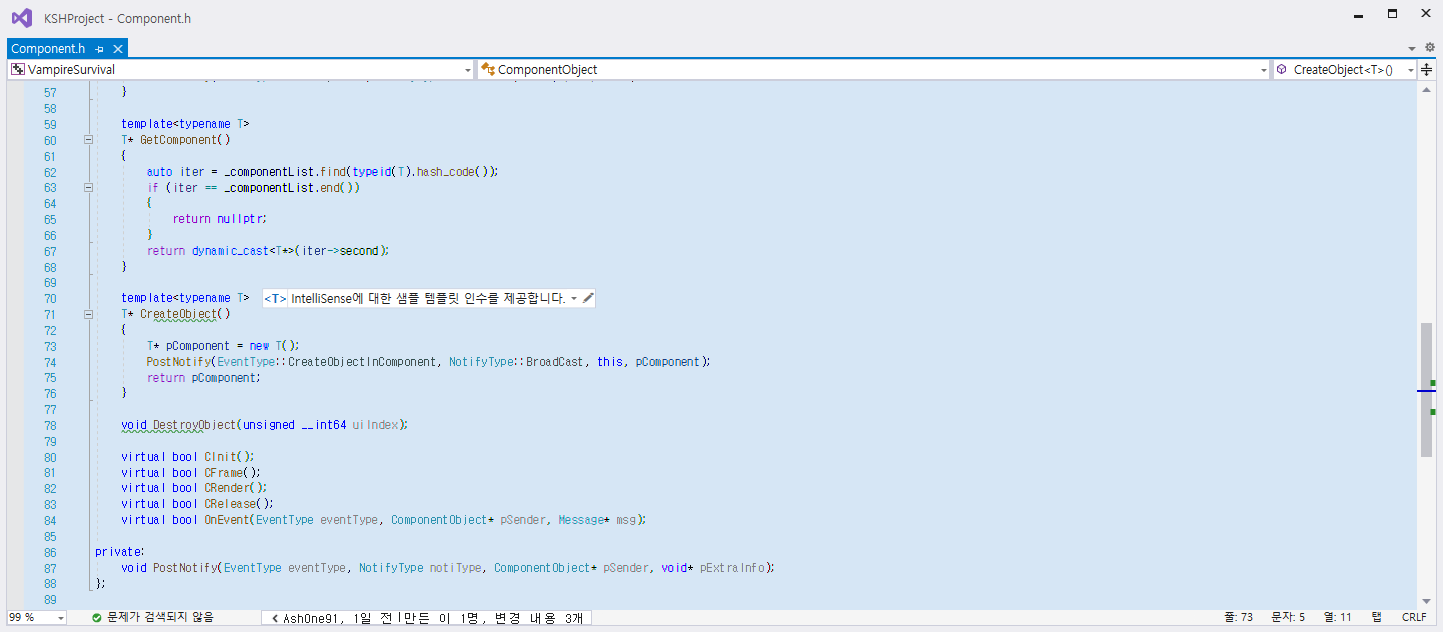 KSHProject - Component.h
Component.h
VampireSurvival
ComponentObject
CreateObject<T>()
57 }
58
59 template<typename T>
60 T* GetComponent()
61 {
62 auto iter = _componentList.find(typeid(T).hash_code());
63 if (iter == _componentList.end())
64 {
65 return nullptr;
66 }
67 return dynamic_cast<T*>(iter->second);
68 }
69
70 template<typename T> <T> IntelliSense에 대한 샘플 템플릿 인수를 제공합니다.
71 T* CreateObject()
72 {
73 T* pComponent = new T();
74 PostNotify(EventType::CreateObjectInComponent, NotifyType::BroadCast, this, pComponent);
75 return pComponent;
76 }
77
78 void DestroyObject(unsigned __int64 uiIndex);
79
80 virtual bool CInit();
81 virtual bool CFrame();
82 virtual bool CRender();
83 virtual bool CRelease();
84 virtual bool OnEvent(EventType eventType, ComponentObject* pSender, Message* msg);
85
86 private:
87 void PostNotify(EventType eventType, NotifyType notiType, ComponentObject* pSender, void* pExtraInfo);
88 };
89
99 % 문제가 검색되지 않음 AshOne91, 1일 전|만든 이 1명, 변경 내용 3개 줄: 73 문자: 5 열: 11 탭 CRLF